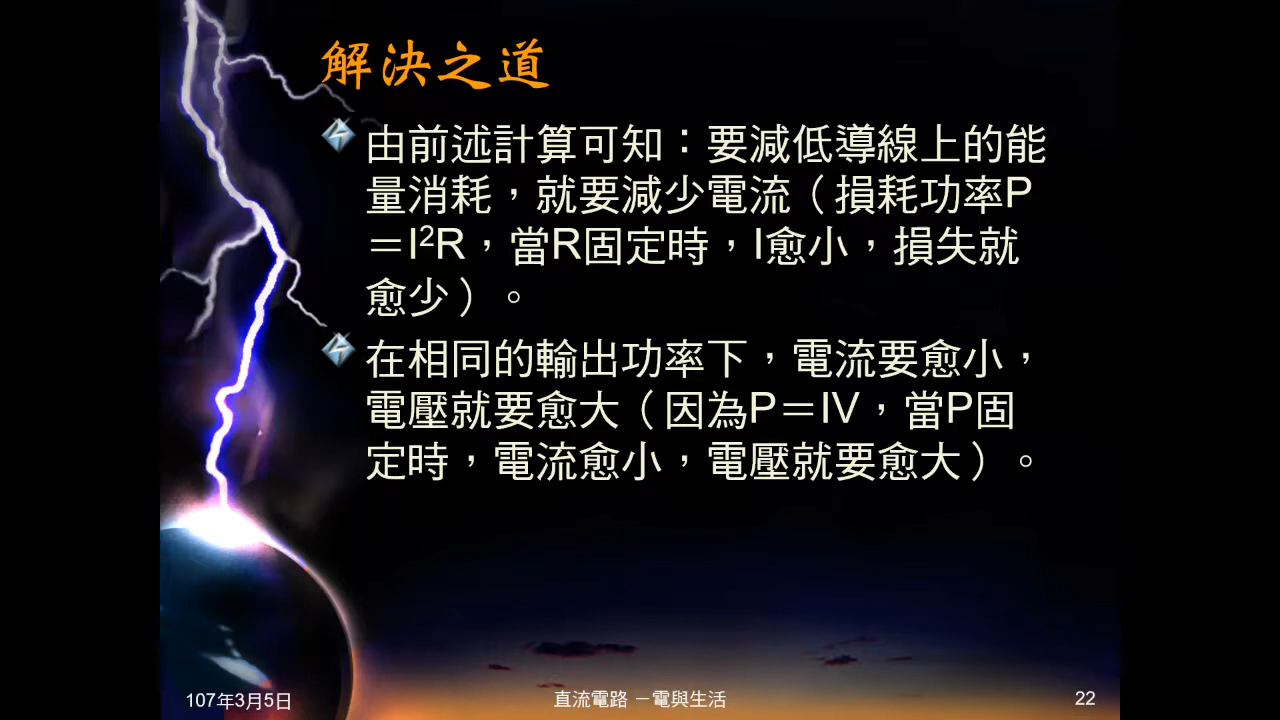 解決之道
由前述計算可知：要減低導線上的能
量消耗，就要減少電流（損耗功率P
＝I²R，當R固定時，I愈小，損失就
愈少）。
在相同的輸出功率下，電流要愈小，
電壓就要愈大（因為P＝IV，當P固
定時，電流愈小，電壓就要愈大）。
107年3月5日
直流電路 －電與生活
22